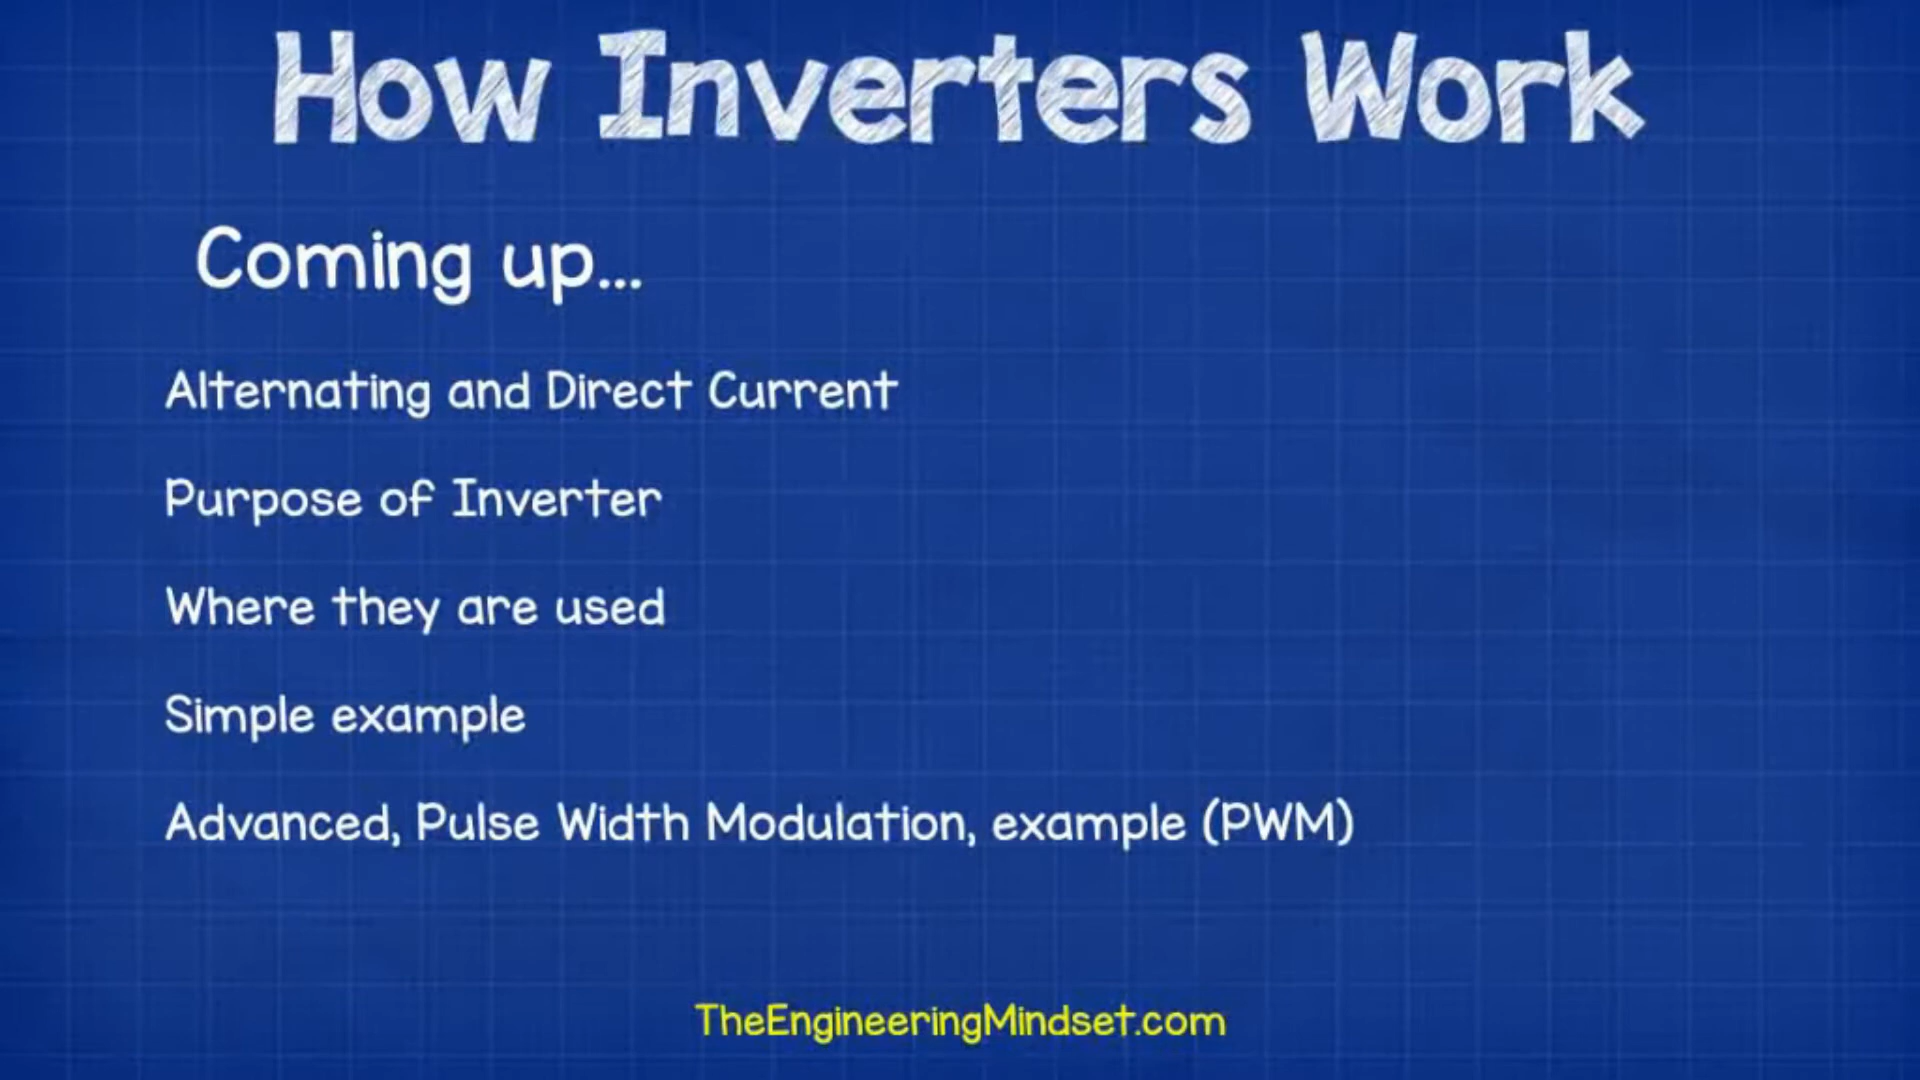 How Inverters Work
Coming up...
Alternating and Direct Current
Purpose of Inverter
Where they are used
Simple example
Advanced, Pulse Width Modulation, example (PWM)
TheEngineeringMindset.com